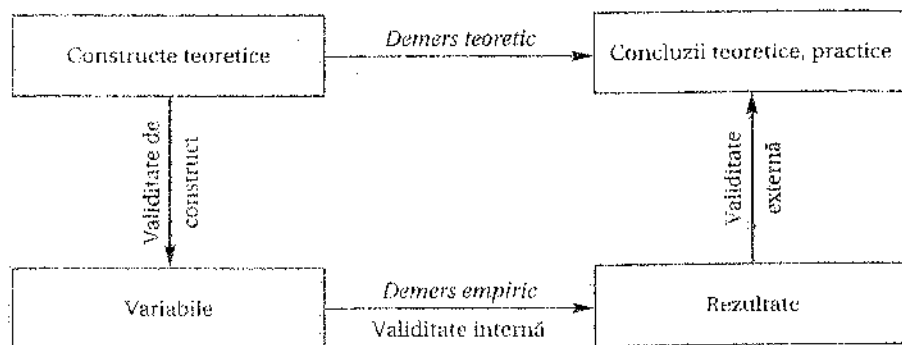 Constructe teoretice
Demers teoretic
Concluzii teoretice, practice
Validitate de
construct
Validitate
externă
Variabile
Demers empiric
Validitate internă
Rezultate